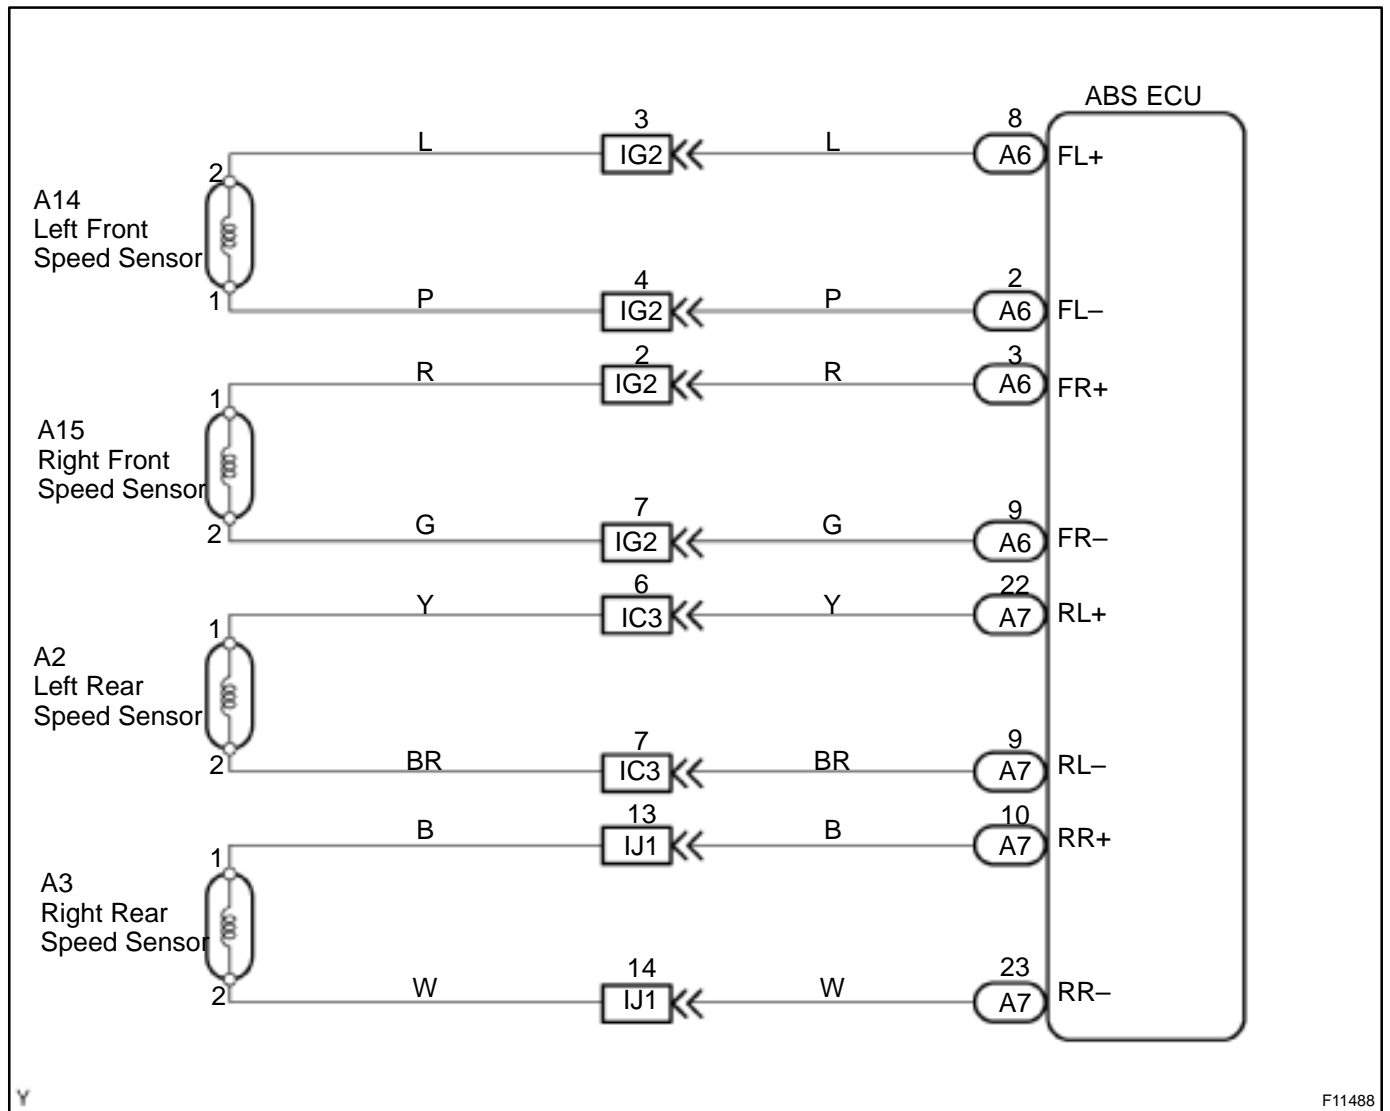 ABS ECU
A14
Left Front
Speed Sensor
2
L
3
IG2
L
8
A6
FL+
1
P
4
IG2
P
2
A6
FL–
A15
Right Front
Speed Sensor
1
R
2
IG2
R
3
A6
FR+
2
G
7
IG2
G
9
A6
FR–
A2
Left Rear
Speed Sensor
1
Y
6
IC3
Y
22
A7
RL+
2
BR
7
IC3
BR
9
A7
RL–
A3
Right Rear
Speed Sensor
1
B
13
IJ1
B
10
A7
RR+
2
W
14
IJ1
W
23
A7
RR–
Y
F11488